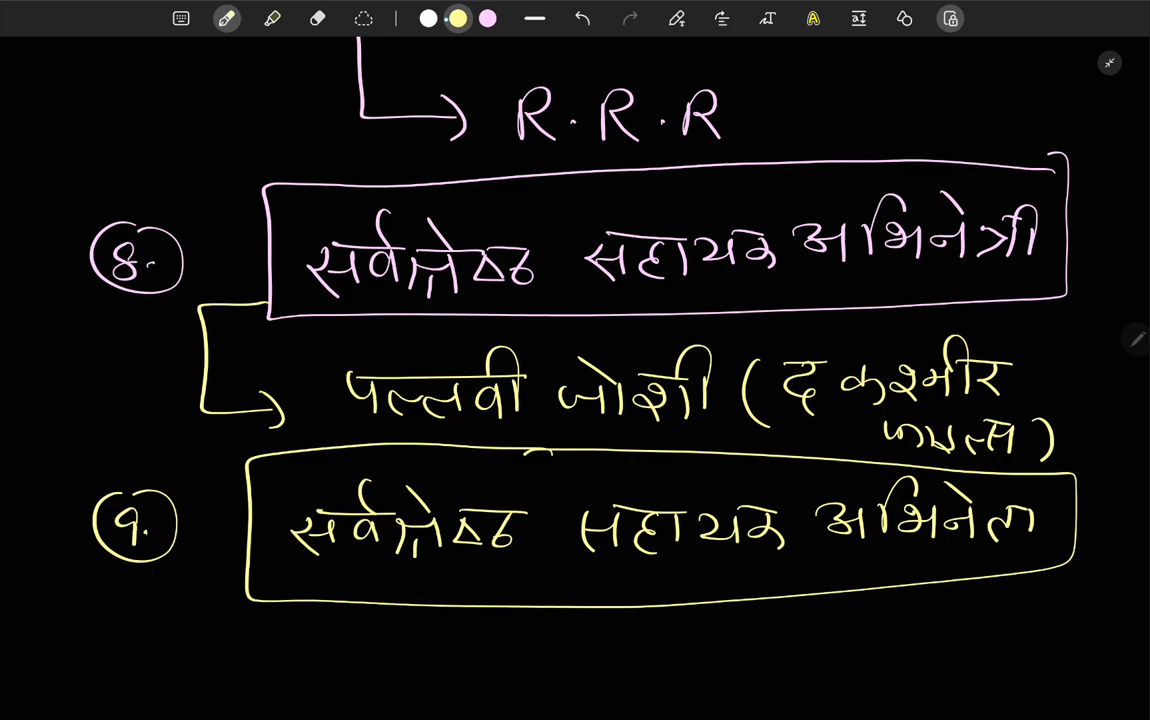 R.R.R
8. सर्वश्रेष्ठ सहायक अभिनेत्री
पल्लवी जोशी (द कश्मीर
फाइल्स)
9. सर्वश्रेष्ठ सहायक अभिनेता